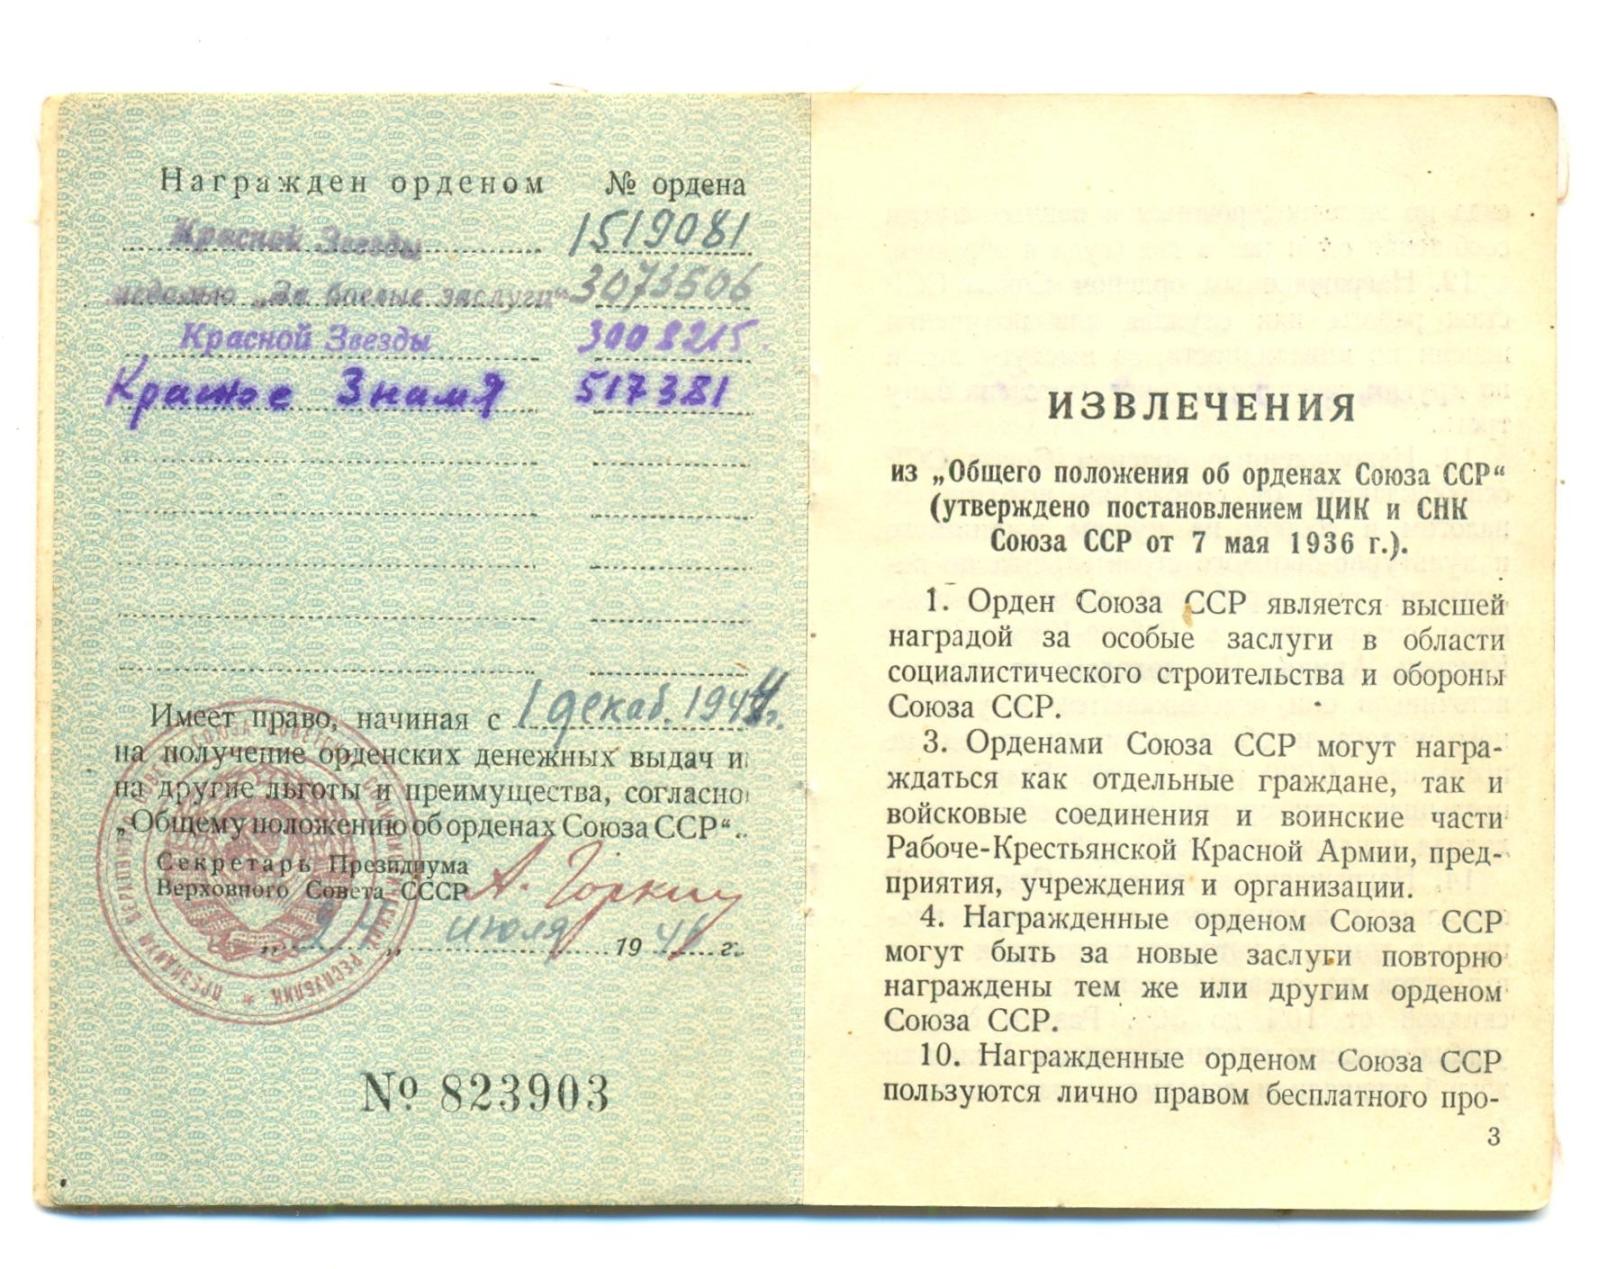 Награжден орденом № ордена
Красной Звезды 1519081
медалью „За боевые заслуги“ 3073506
Красной Звезды 3008215
Красное Знамя 517381
Имеет право, начиная с 1 декаб. 1944г.
на получение орденских денежных выдач и
на другие льготы и преимущества, согласно
„Общему положению об орденах Союза ССР“.
Секретарь Президиума
Верховного Совета СССР А. Горкин
„24„ июля 1946 г.
№ 823903
ИЗВЛЕЧЕНИЯ
из „Общего положения об орденах Союза ССР“
(утверждено постановлением ЦИК и СНК
Союза ССР от 7 мая 1936 г.).
1. Орден Союза ССР является высшей
наградой за особые заслуги в области
социалистического строительства и обороны
Союза ССР.
3. Орденами Союза ССР могут награ-
ждаться как отдельные граждане, так и
войсковые соединения и воинские части
Рабоче-Крестьянской Красной Армии, пред-
приятия, учреждения и организации.
4. Награжденные орденом Союза ССР
могут быть за новые заслуги повторно
награждены тем же или другим орденом
Союза ССР.
10. Награжденные орденом Союза ССР
пользуются лично правом бесплатного про-
3